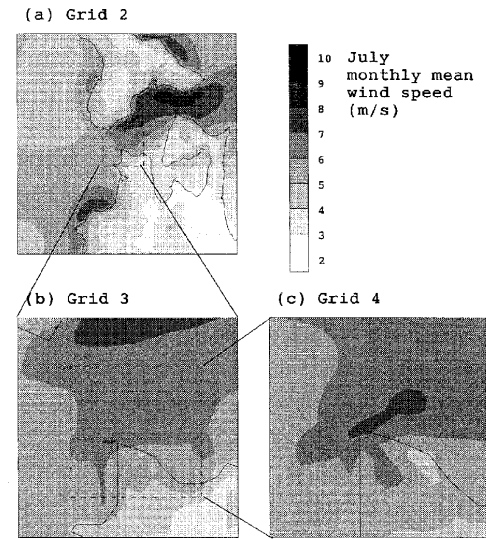 (a) Grid 2
10
9
8
7
6
5
4
3
2
July
monthly mean
wind speed
(m/s)
(b) Grid 3
(c) Grid 4